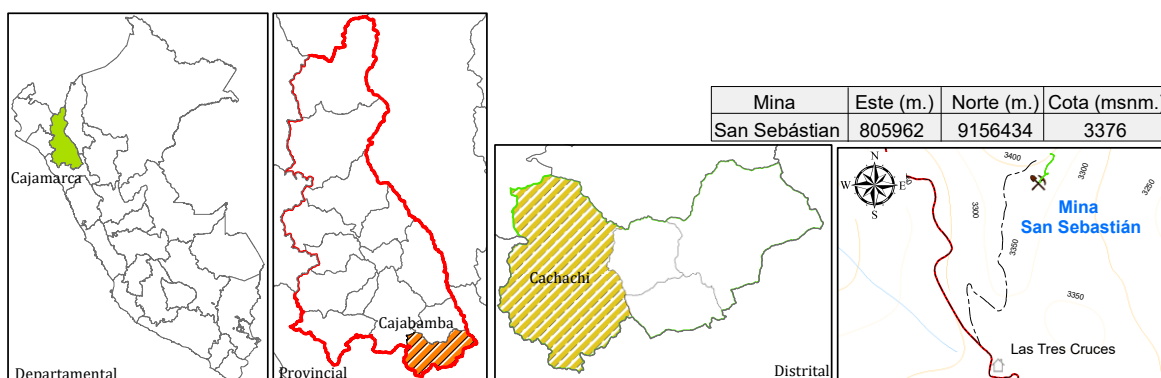 Cajamarca
Departamental
Cajabamba
Provincial
Cachachi
Distrital
Mina Este (m.) Norte (m.) Cota (msnm.)
San Sebástian 805962 9156434 3376
N
W E
S
3400
3300
3250
3300
3350
3350
Mina
San Sebastián
Las Tres Cruces